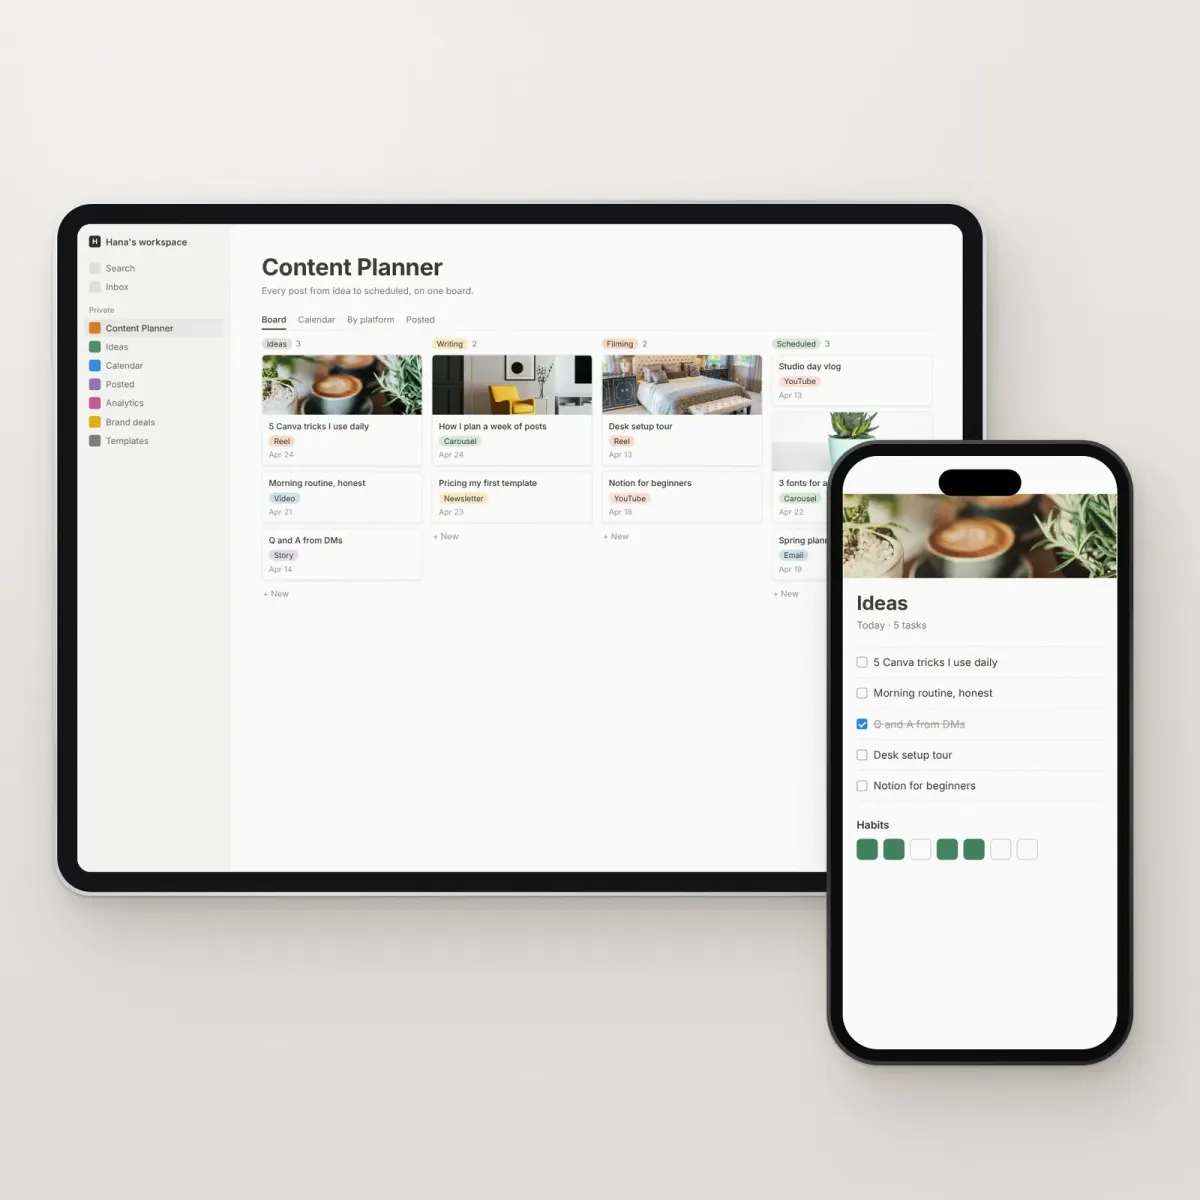 H Hana's workspace
Search
Inbox
Private
Content Planner
Ideas
Calendar
Posted
Analytics
Brand deals
Templates
Content Planner
Every post from idea to scheduled, on one board.
Board Calendar By platform Posted
Ideas 3
5 Canva tricks I use daily
Reel
Apr 24
Morning routine, honest
Video
Apr 21
Q and A from DMs
Story
Apr 14
+ New
Writing 2
How I plan a week of posts
Carousel
Apr 24
Pricing my first template
Newsletter
Apr 23
+ New
Filming 2
Desk setup tour
Reel
Apr 13
Notion for beginners
YouTube
Apr 18
+ New
Scheduled 3
Studio day vlog
YouTube
Apr 13
3 fonts for a
Carousel
Apr 22
Spring plann
Email
Apr 19
+ New
Ideas
Today · 5 tasks
5 Canva tricks I use daily
Morning routine, honest
Q and A from DMs
Desk setup tour
Notion for beginners
Habits